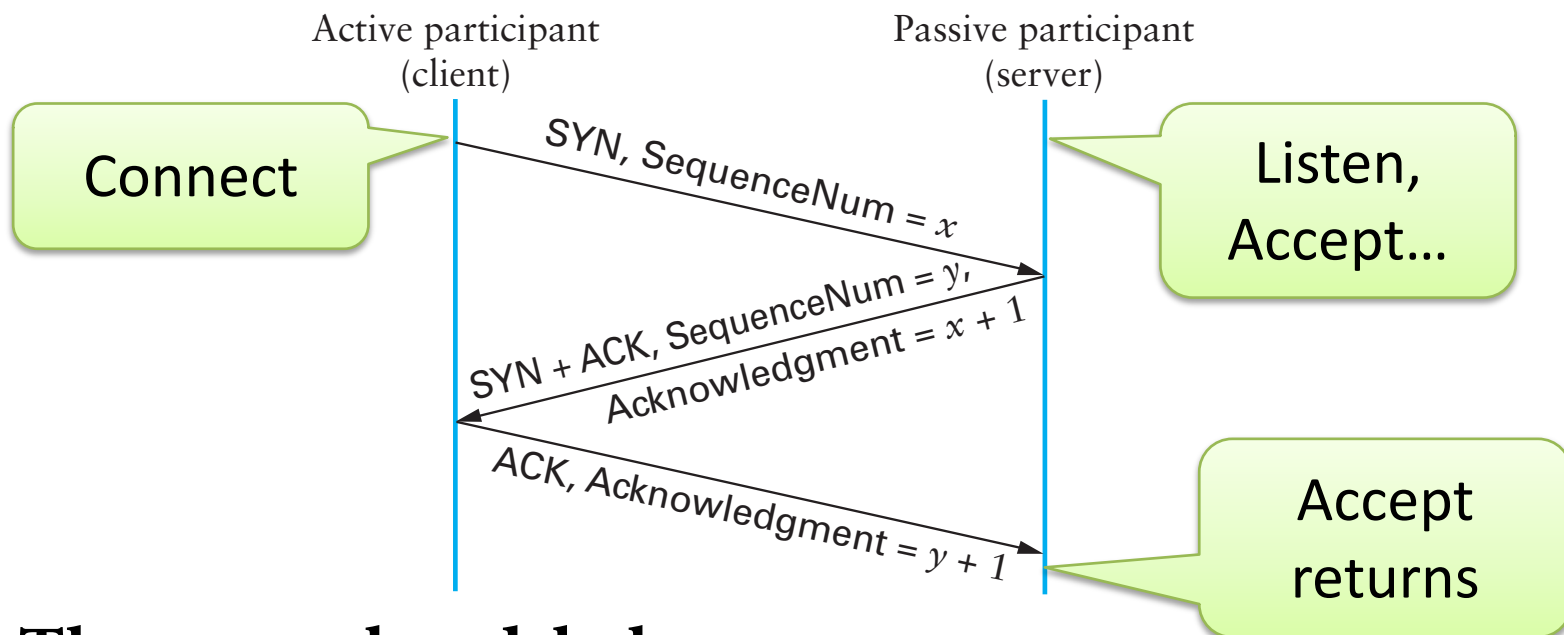 Active participant
(client)
Passive participant
(server)
Connect
Listen,
Accept...
SYN, SequenceNum = x
SYN + ACK, SequenceNum = y,
Acknowledgment = x + 1
ACK, Acknowledgment = y + 1
Accept
returns